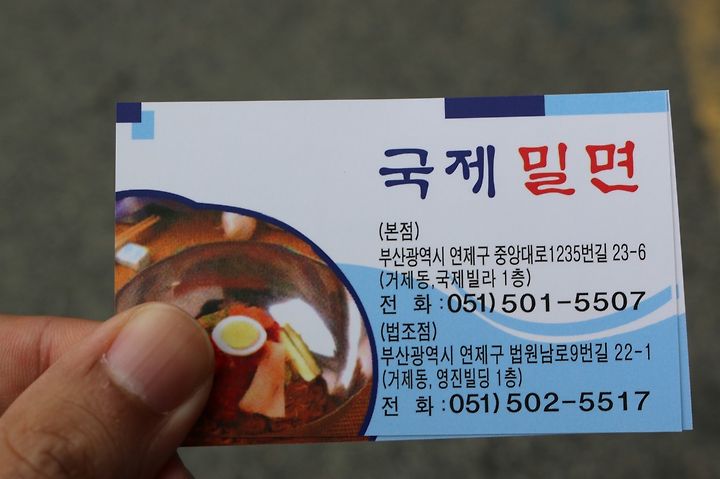 국제 밀면
(본점)
부산광역시 연제구 중앙대로1235번길 23-6
(거제동,국제빌라 1층)
전 화 : 051) 501-5507
(법조점)
부산광역시 연제구 법원남로9번길 22-1
(거제동, 영진빌딩 1층)
전 화 : 051) 502-5517